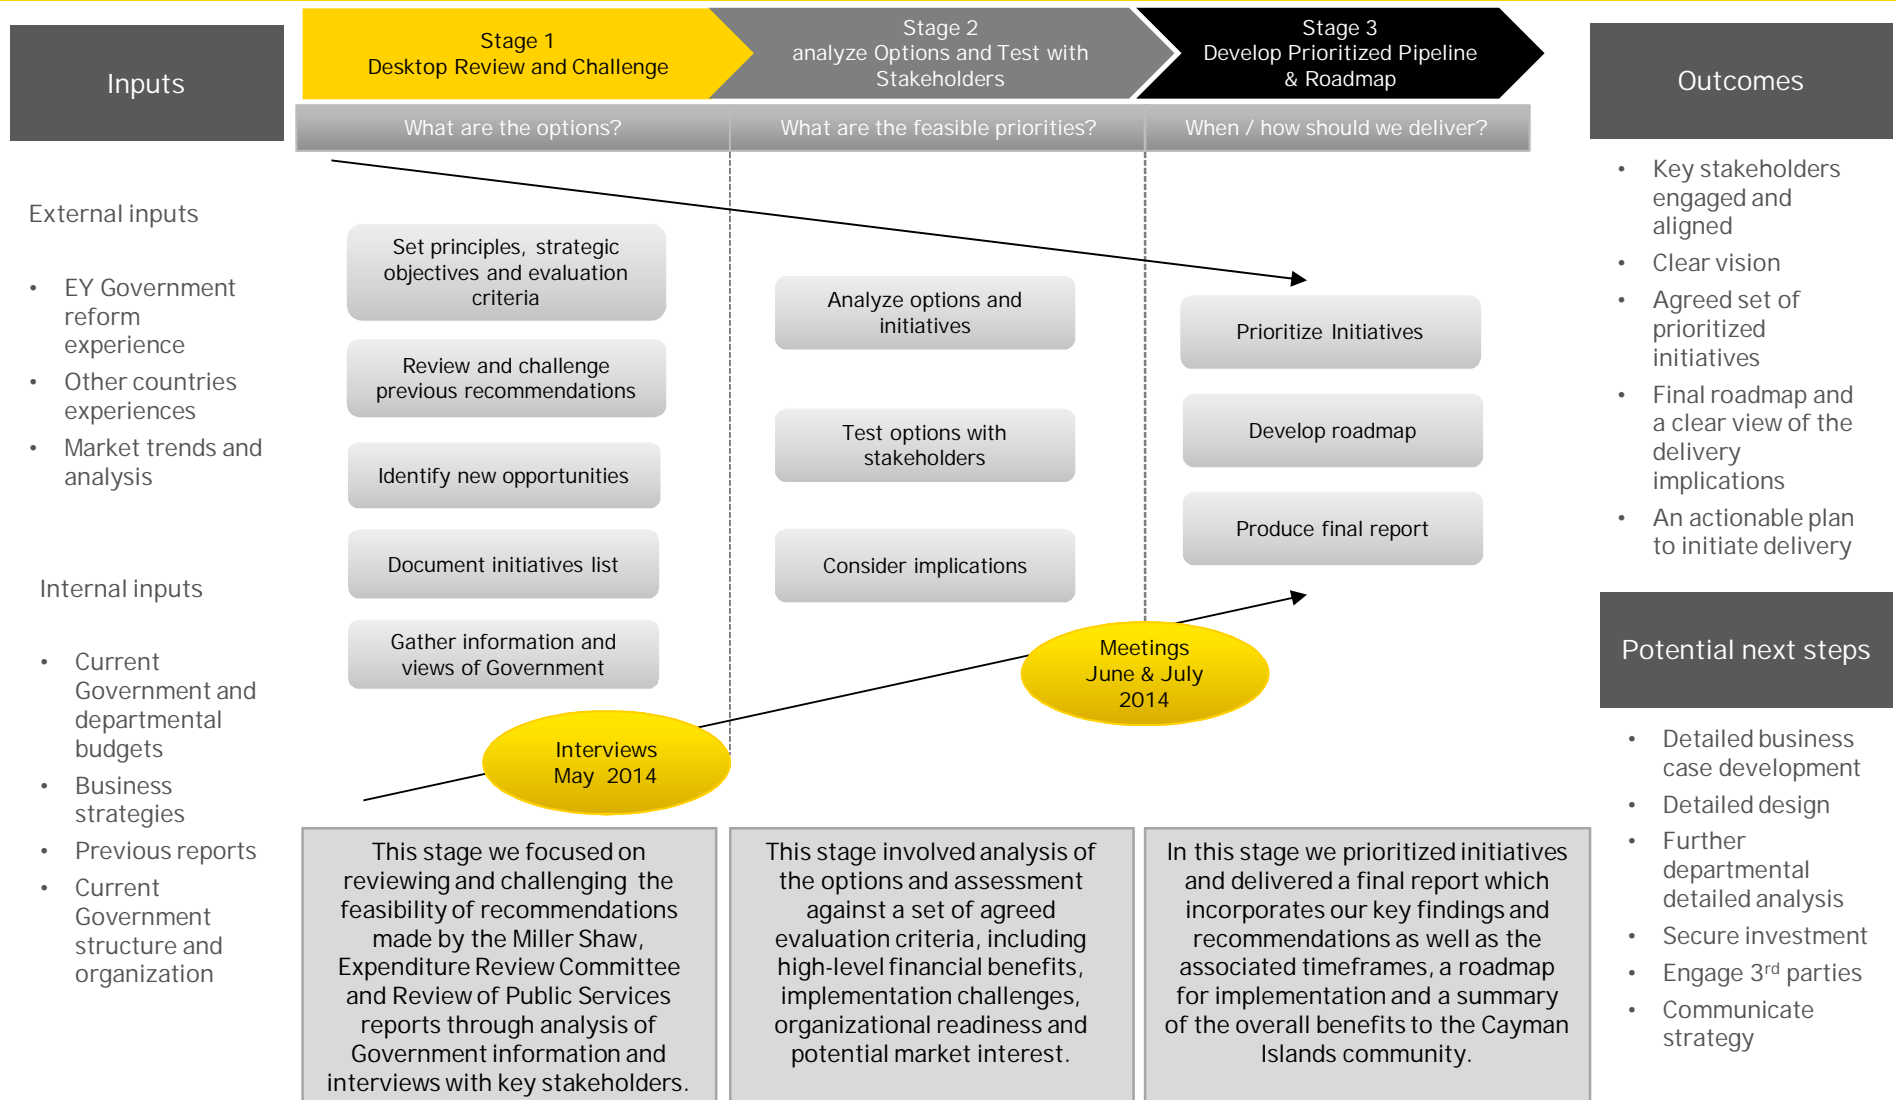 Inputs
External inputs
• EY Government
reform
experience
• Other countries
experiences
• Market trends and
analysis
Internal inputs
• Current
Government and
departmental
budgets
• Business
strategies
• Previous reports
• Current
Government
structure and
organization
Stage 1
Desktop Review and Challenge
What are the options?
Set principles, strategic
objectives and evaluation
criteria
Review and challenge
previous recommendations
Identify new opportunities
Document initiatives list
Gather information and
views of Government
Interviews
May 2014
This stage we focused on
reviewing and challenging the
feasibility of recommendations
made by the Miller Shaw,
Expenditure Review Committee
and Review of Public Services
reports through analysis of
Government information and
interviews with key stakeholders.
Stage 2
analyze Options and Test with
Stakeholders
What are the feasible priorities?
Analyze options and
initiatives
Test options with
stakeholders
Consider implications
Meetings
June & July
2014
This stage involved analysis of
the options and assessment
against a set of agreed
evaluation criteria, including
high-level financial benefits,
implementation challenges,
organizational readiness and
potential market interest.
Stage 3
Develop Prioritized Pipeline
& Roadmap
When / how should we deliver?
Prioritize Initiatives
Develop roadmap
Produce final report
In this stage we prioritized initiatives
and delivered a final report which
incorporates our key findings and
recommendations as well as the
associated timeframes, a roadmap
for implementation and a summary
of the overall benefits to the Cayman
Islands community.
Outcomes
• Key stakeholders
engaged and
aligned
• Clear vision
• Agreed set of
prioritized
initiatives
• Final roadmap and
a clear view of the
delivery
implications
• An actionable plan
to initiate delivery
Potential next steps
• Detailed business
case development
• Detailed design
• Further
departmental
detailed analysis
• Secure investment
• Engage 3rd parties
• Communicate
strategy